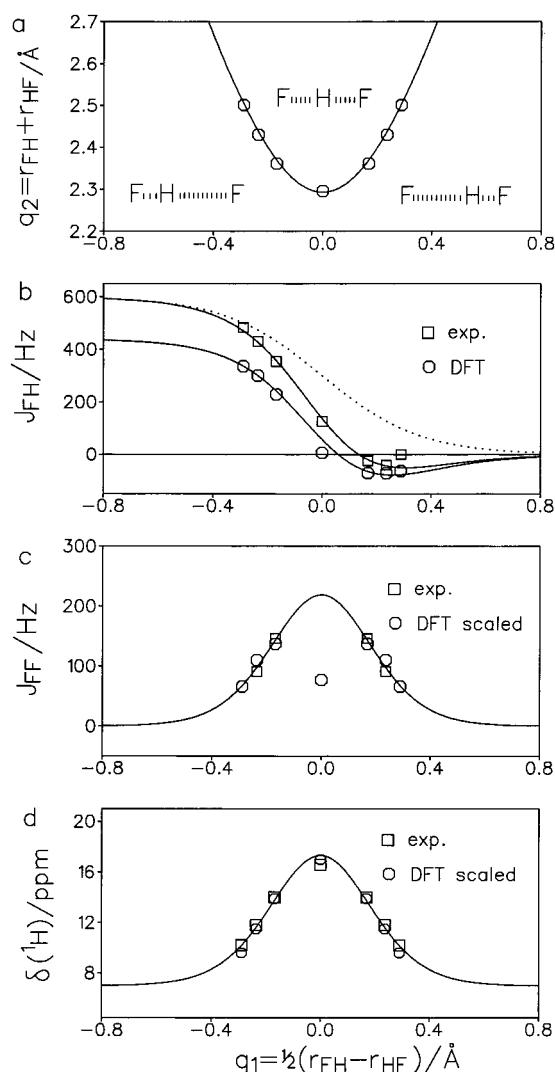 a
q2=rFH+rHF/Å
2.7
2.6
2.5
2.4
2.3
2.2
F H F
F H F
F H F
−0.8 −0.4 0.0 0.4 0.8
b
JFH/Hz
600
400
200
0
exp.
DFT
−0.8 −0.4 0.0 0.4 0.8
c
JFF/Hz
300
200
100
0
exp.
DFT scaled
−0.8 −0.4 0.0 0.4 0.8
d
δ(¹H)/ppm
20
16
12
8
exp.
DFT scaled
−0.8 −0.4 0.0 0.4 0.8
q1=½(rFH−rHF)/Å